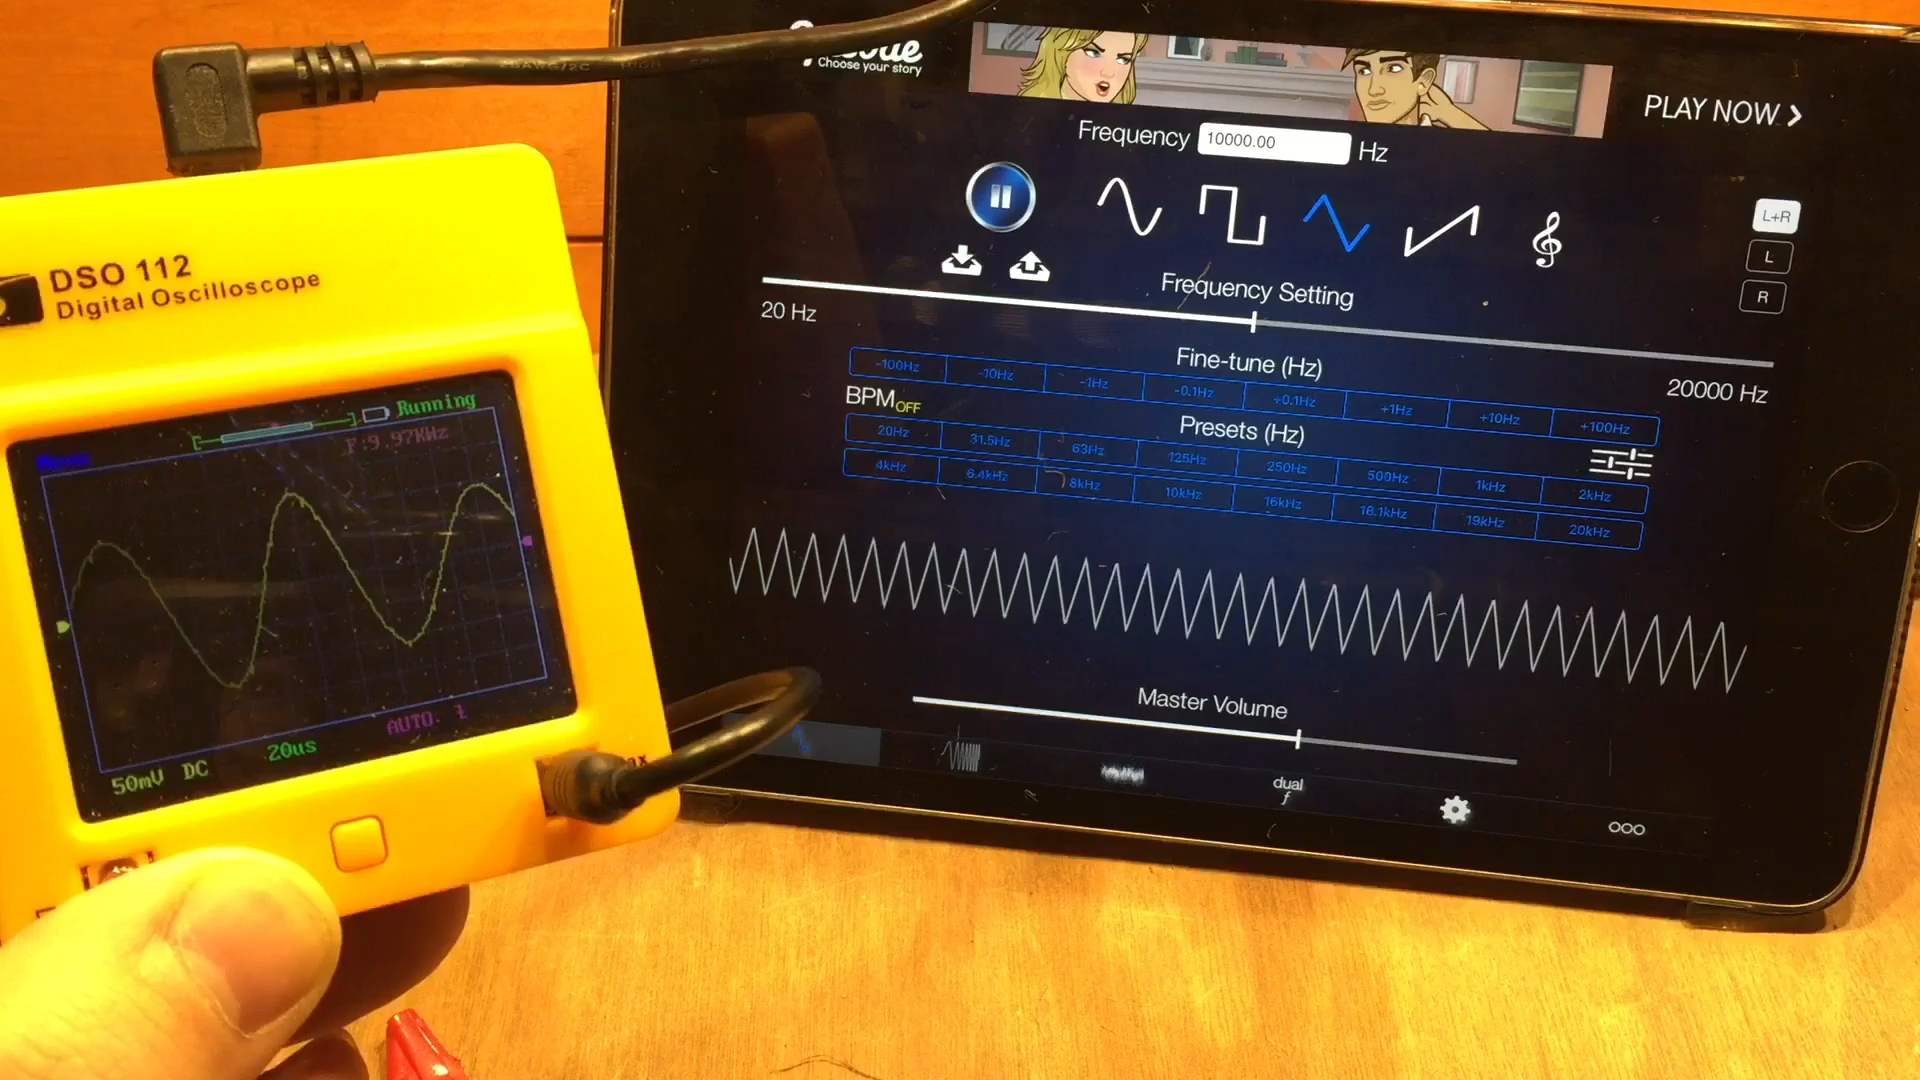 Choose your story
PLAY NOW
Frequency 10000.00 Hz
L+R
L
R
Frequency Setting
20 Hz
20000 Hz
Fine-tune (Hz)
-100Hz -10Hz -1Hz -0.1Hz +0.1Hz +1Hz +10Hz +100Hz
BPM OFF
Presets (Hz)
20Hz 31.5Hz 63Hz 125Hz 250Hz 500Hz 1kHz 2kHz
4kHz 6.4kHz 8kHz 10kHz 16kHz 18.1kHz 19kHz 20kHz
Master Volume
dual
f
DSO 112
Digital Oscilloscope
Running
F:9.97KHz
AUTO
20us
50mV DC